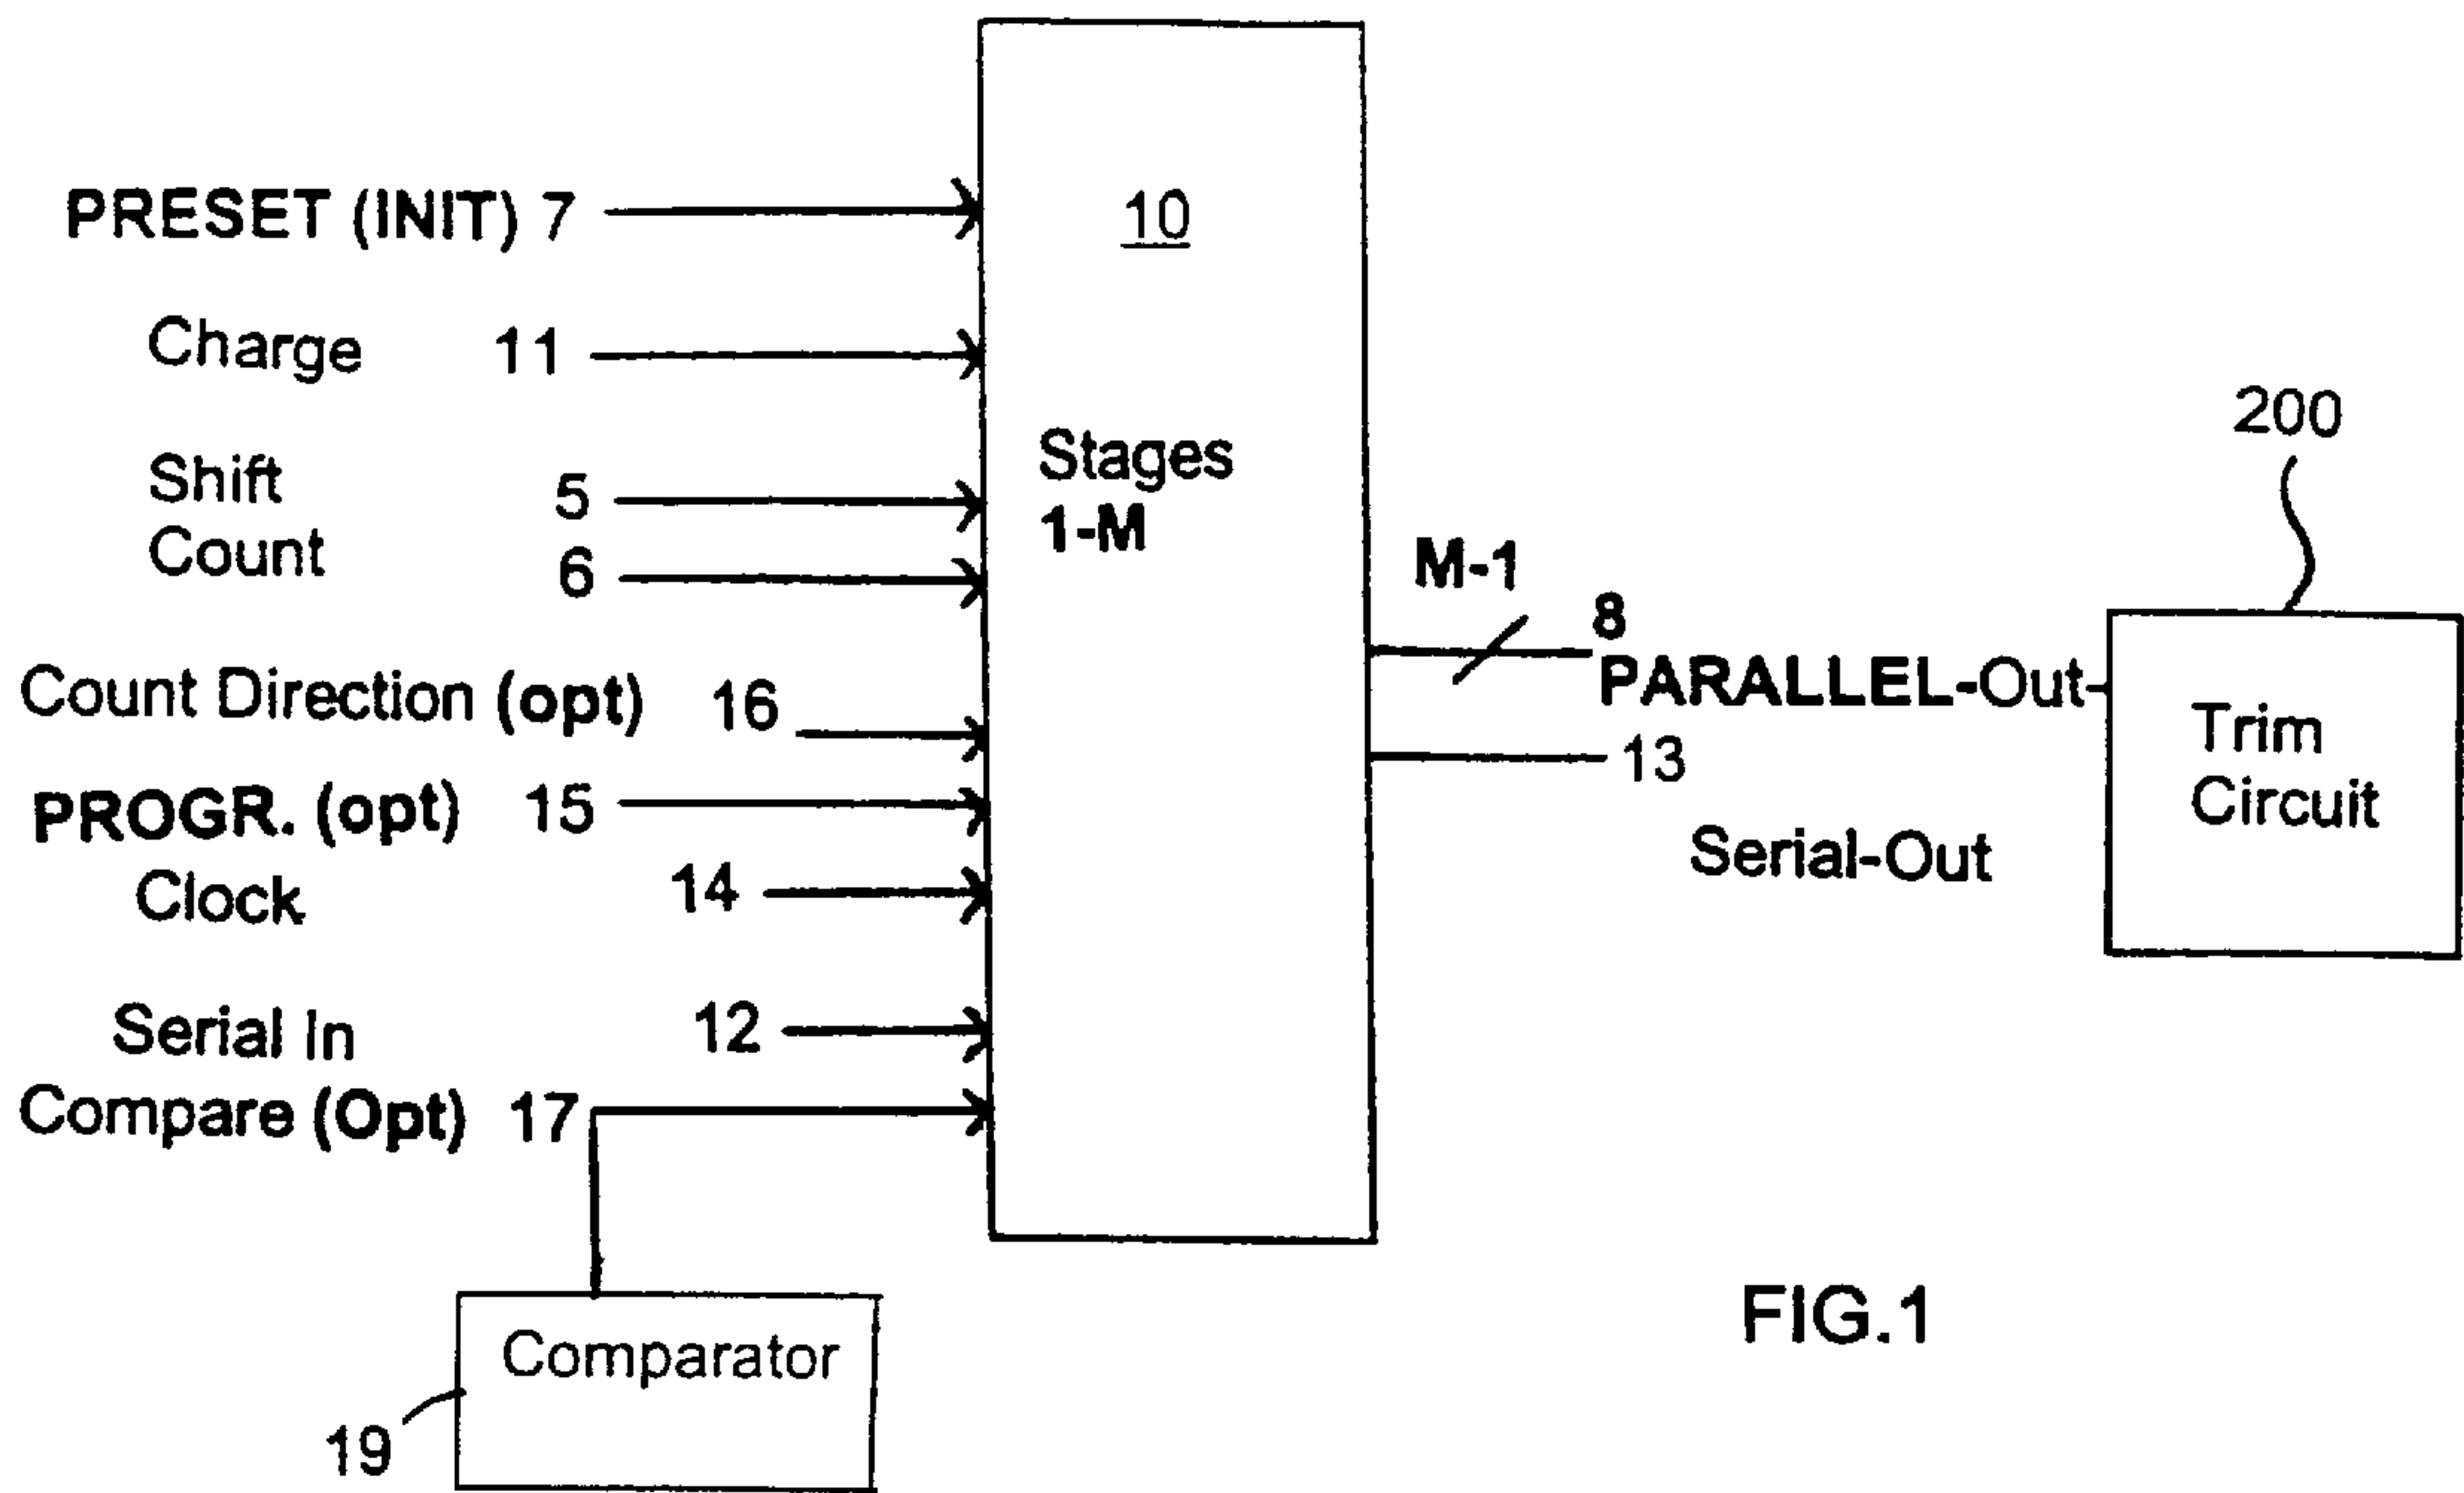 PRESET (INIT) 7
10
Charge 11
Shift 5
Count 6
Stages
1-M
Count Direction (opt) 16
PROGR. (opt) 15
Clock 14
Serial In 12
Compare (Opt) 17
Comparator
19
M-1
8
PARALLEL-Out-
13
Serial-Out
200
Trim
Circuit
FIG.1